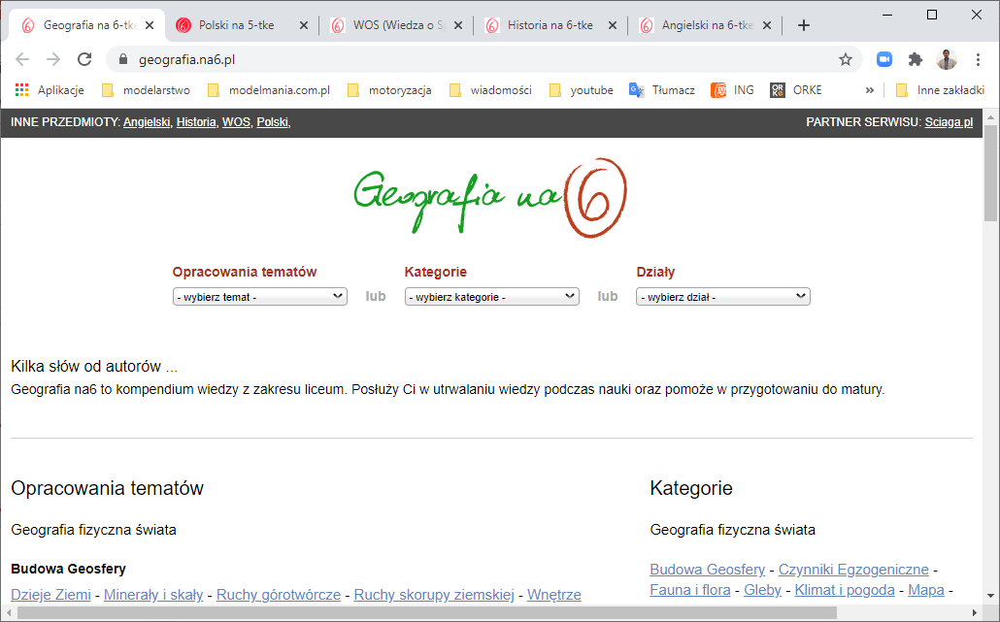 Geografia na 6-tke
Polski na 5-tke
WOS (Wiedza o Sp
Historia na 6-tke
Angielski na 6-tke
geografia.na6.pl
Aplikacje modelarstwo modelmania.com.pl motoryzacja wiadomości youtube Tłumacz ING ORKE » Inne zakładki
INNE PRZEDMIOTY: Angielski, Historia, WOS, Polski, PARTNER SERWISU: Sciaga.pl
Geografia na 6
Opracowania tematów Kategorie Działy
- wybierz temat - lub - wybierz kategorie - lub - wybierz dział -
Kilka słów od autorów ...
Geografia na6 to kompendium wiedzy z zakresu liceum. Posłuży Ci w utrwalaniu wiedzy podczas nauki oraz pomoże w przygotowaniu do matury.
Opracowania tematów
Geografia fizyczna świata
Budowa Geosfery
Dzieje Ziemi - Minerały i skały - Ruchy górotwórcze - Ruchy skorupy ziemskiej - Wnętrze
Kategorie
Geografia fizyczna świata
Budowa Geosfery - Czynniki Egzogeniczne -
Fauna i flora - Gleby - Klimat i pogoda - Mapa -